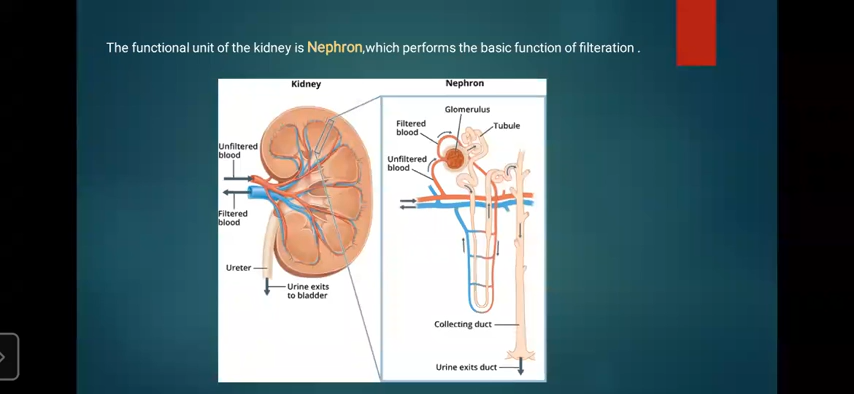 The functional unit of the kidney is Nephron,which performs the basic function of filteration .
Kidney
Unfiltered
blood
Filtered
blood
Ureter
Urine exits
to bladder
Nephron
Glomerulus
Filtered
blood
Tubule
Unfiltered
blood
Collecting duct
Urine exits duct